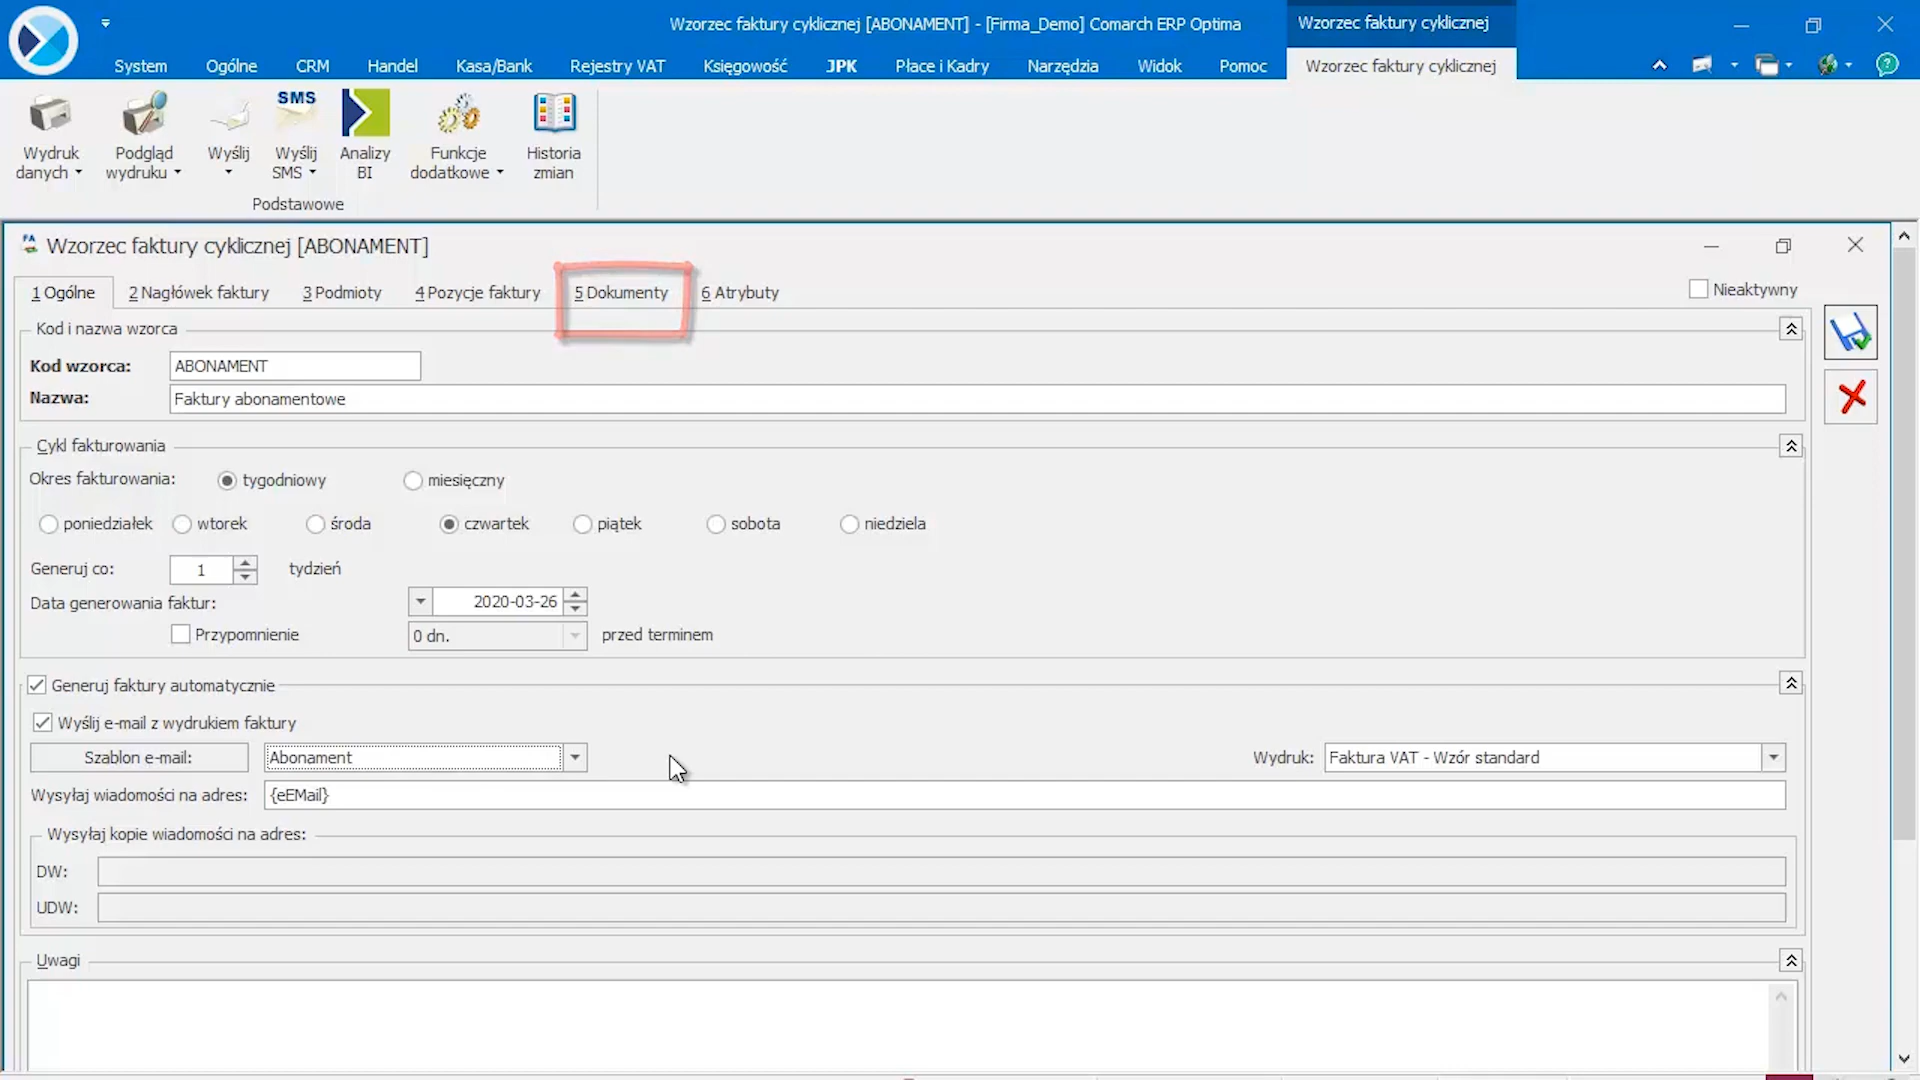 Wzorzec faktury cyklicznej [ABONAMENT] - [Firma_Demo] Comarch ERP Optima
Wzorzec faktury cyklicznej
System Ogólne CRM Handel Kasa/Bank Rejestry VAT Księgowość JPK Płace i Kadry Narzędzia Widok Pomoc Wzorzec faktury cyklicznej
Wydruk danych
Podgląd wydruku
Wyślij
SMS
Wyślij SMS
Analizy BI
Funkcje dodatkowe
Historia zmian
Podstawowe
FA
Wzorzec faktury cyklicznej [ABONAMENT]
1 Ogólne 2 Nagłówek faktury 3 Podmioty 4 Pozycje faktury 5 Dokumenty 6 Atrybuty
Nieaktywny
Kod i nazwa wzorca
Kod wzorca: ABONAMENT
Nazwa: Faktury abonamentowe
Cykl fakturowania
Okres fakturowania: tygodniowy miesięczny
poniedziałek wtorek środa czwartek piątek sobota niedziela
Generuj co: 1 tydzień
Data generowania faktur: 2020-03-26
Przypomnienie 0 dn. przed terminem
Generuj faktury automatycznie
Wyślij e-mail z wydrukiem faktury
Szablon e-mail: Abonament Wydruk: Faktura VAT - Wzór standard
Wysyłaj wiadomości na adres: {eEMail}
Wysyłaj kopie wiadomości na adres:
DW:
UDW:
Uwagi